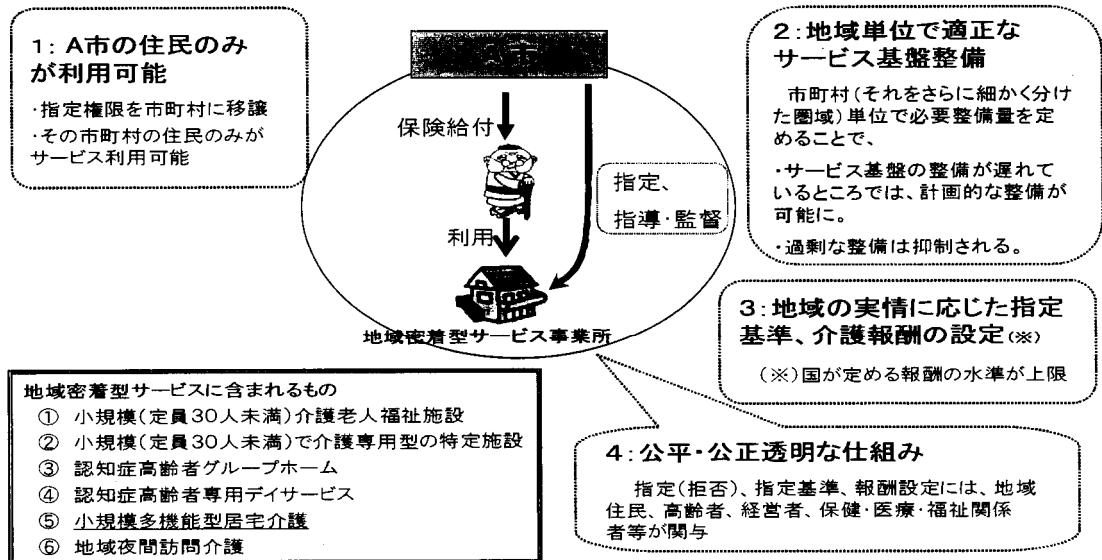 1：A市の住民のみ
が利用可能
・指定権限を市町村に移譲
・その市町村の住民のみが
サービス利用可能
市
保険給付
利用
指定、
指導・監督
地域密着型サービス事業所
2：地域単位で適正な
サービス基盤整備
市町村（それをさらに細かく分け
た圏域）単位で必要整備量を定
めることで、
・サービス基盤の整備が遅れて
いるところでは、計画的な整備が
可能に。
・過剰な整備は抑制される。
3：地域の実情に応じた指定
基準、介護報酬の設定（※）
（※）国が定める報酬の水準が上限
4：公平・公正透明な仕組み
指定（拒否）、指定基準、報酬設定には、地域
住民、高齢者、経営者、保健・医療・福祉関係
者等が関与
地域密着型サービスに含まれるもの
① 小規模（定員30人未満）介護老人福祉施設
② 小規模（定員30人未満）で介護専用型の特定施設
③ 認知症高齢者グループホーム
④ 認知症高齢者専用デイサービス
⑤ 小規模多機能型居宅介護
⑥ 地域夜間訪問介護